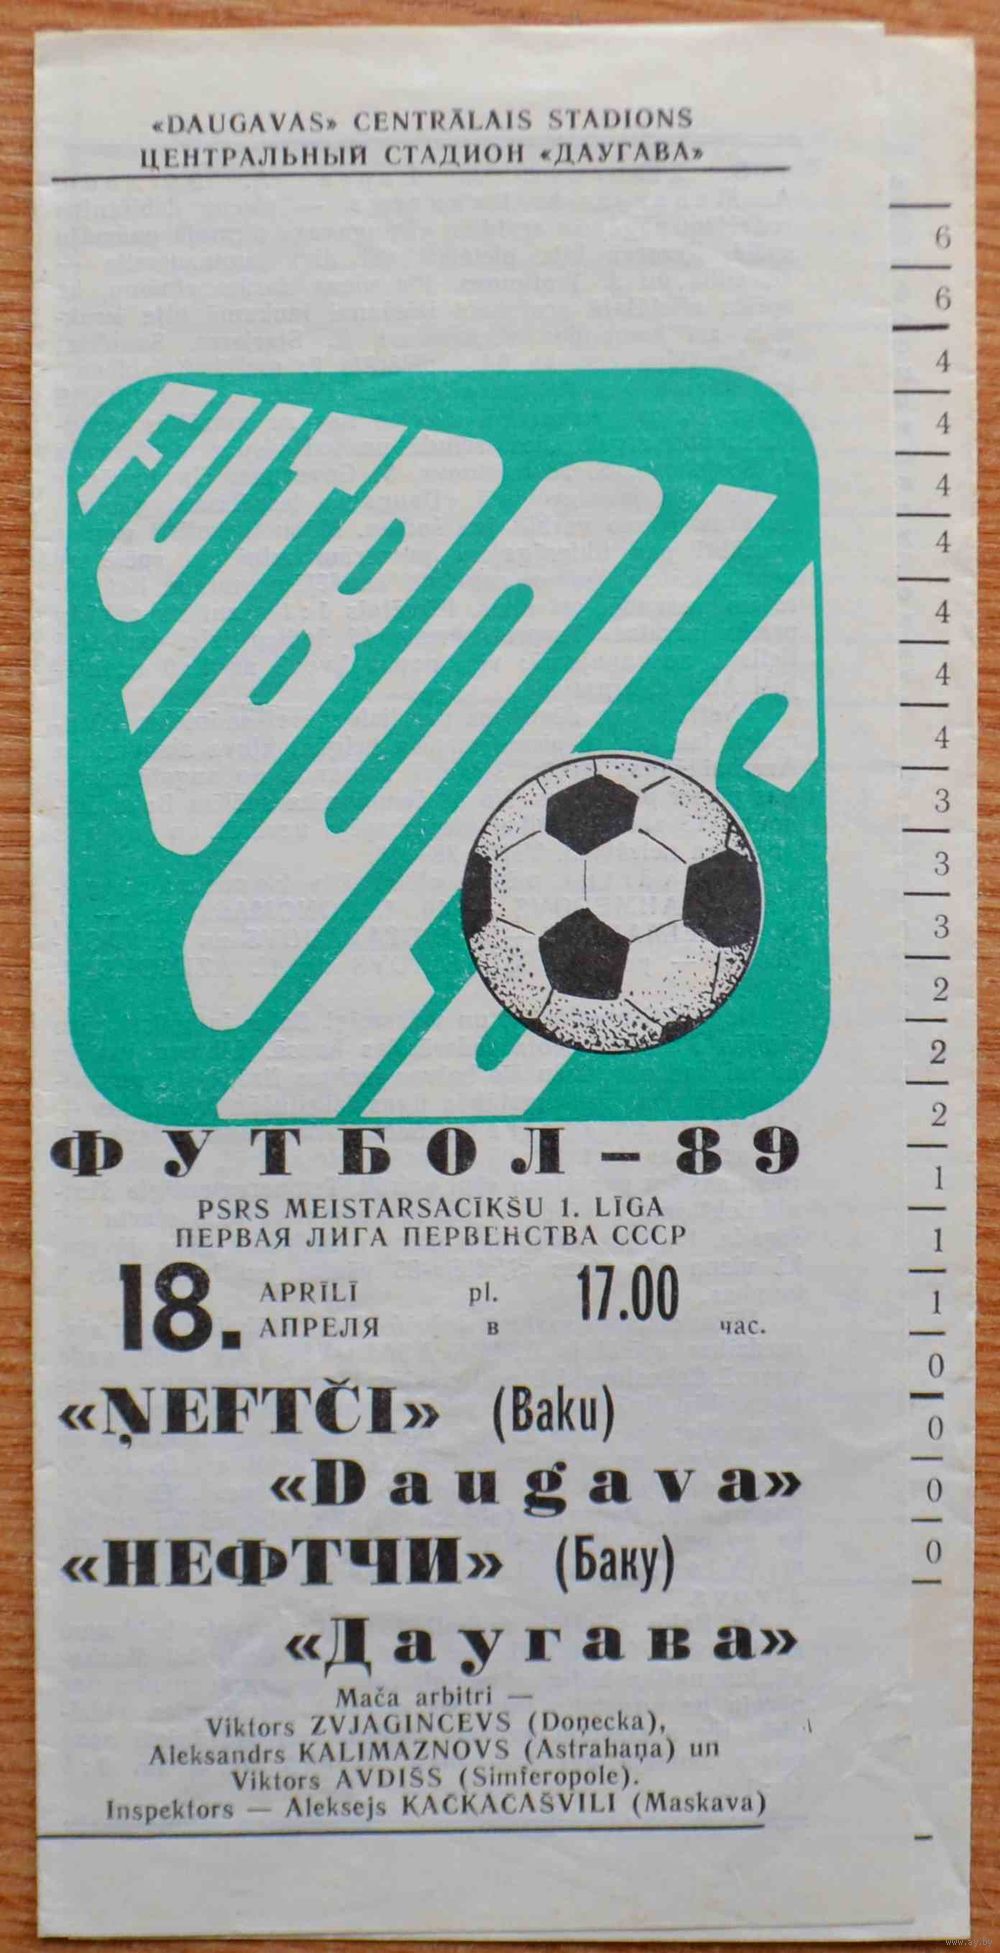 «DAUGAVAS» CENTRĀLAIS STADIONS
ЦЕНТРАЛЬНЫЙ СТАДИОН «ДАУГАВА»
FUTBOLS
ФУТБОЛ – 89
PSRS MEISTARSACĪKŠU 1. LĪGA
ПЕРВАЯ ЛИГА ПЕРВЕНСТВА СССР
18. APRĪLĪ pl. 17.00
АПРЕЛЯ в час.
«ŅEFTČI» (Baku)
«Daugava»
«НЕФТЧИ» (Баку)
«Даугава»
Mača arbitri —
Viktors ZVJAGINCEVS (Doņecka),
Aleksandrs KALIMAZNOVS (Astrahaņa) un
Viktors AVDIŠS (Simferopole).
Inspektors — Aleksejs KAČKAČAŠVILI (Maskava)
6
6
4
4
4
4
4
4
4
3
3
3
2
2
2
1
1
1
0
0
0
0
www.ay.by